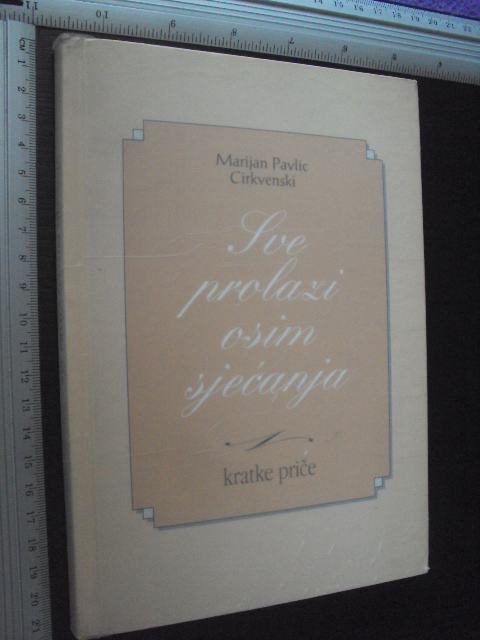 Marijan Pavlic
Cirkvenski
Sve
prolazi
osim
sjećanja
kratke priče